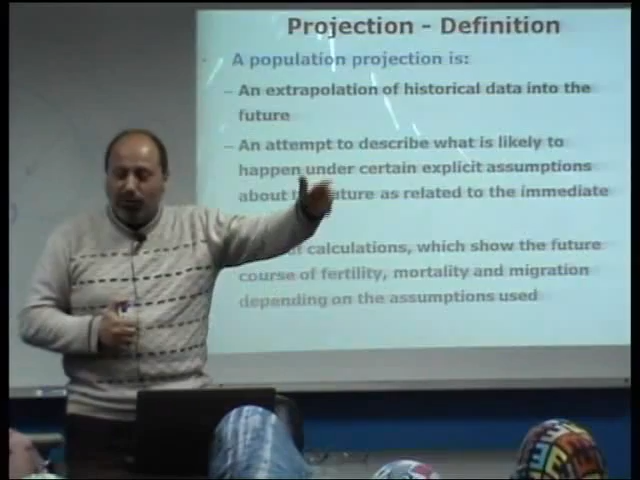 Projection - Definition
A population projection is:
– An extrapolation of historical data into the
future
– An attempt to describe what is likely to
happen under certain explicit assumptions
about as related to the immediate
calculations, which show the future
course of fertility, mortality and migration
depending on the assumptions used